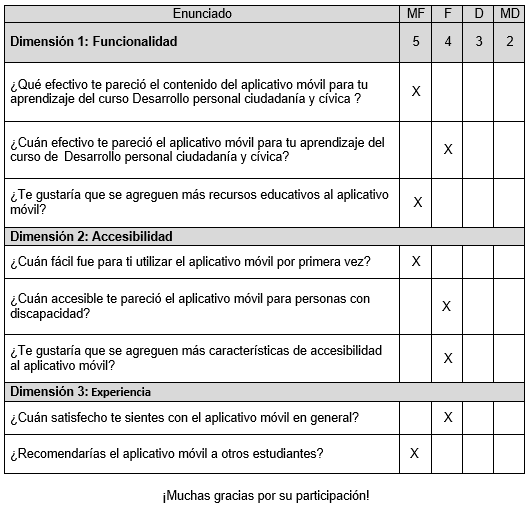 Enunciado MF F D MD
Dimensión 1: Funcionalidad 5 4 3 2
¿Qué efectivo te pareció el contenido del aplicativo móvil para tu
aprendizaje del curso Desarrollo personal ciudadanía y cívica ? X
¿Cuán efectivo te pareció el aplicativo móvil para tu aprendizaje del
curso de Desarrollo personal ciudadanía y cívica? X
¿Te gustaría que se agreguen más recursos educativos al aplicativo
móvil? X
Dimensión 2: Accesibilidad
¿Cuán fácil fue para ti utilizar el aplicativo móvil por primera vez? X
¿Cuán accesible te pareció el aplicativo móvil para personas con
discapacidad? X
¿Te gustaría que se agreguen más características de accesibilidad
al aplicativo móvil? X
Dimensión 3: Experiencia
¿Cuán satisfecho te sientes con el aplicativo móvil en general? X
¿Recomendarías el aplicativo móvil a otros estudiantes? X
¡Muchas gracias por su participación!